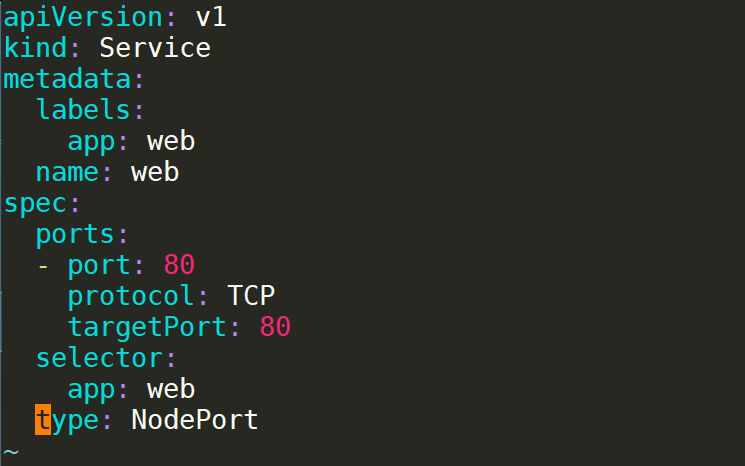 apiVersion: v1
kind: Service
metadata:
  labels:
    app: web
  name: web
spec:
  ports:
  - port: 80
    protocol: TCP
    targetPort: 80
  selector:
    app: web
  type: NodePort
~